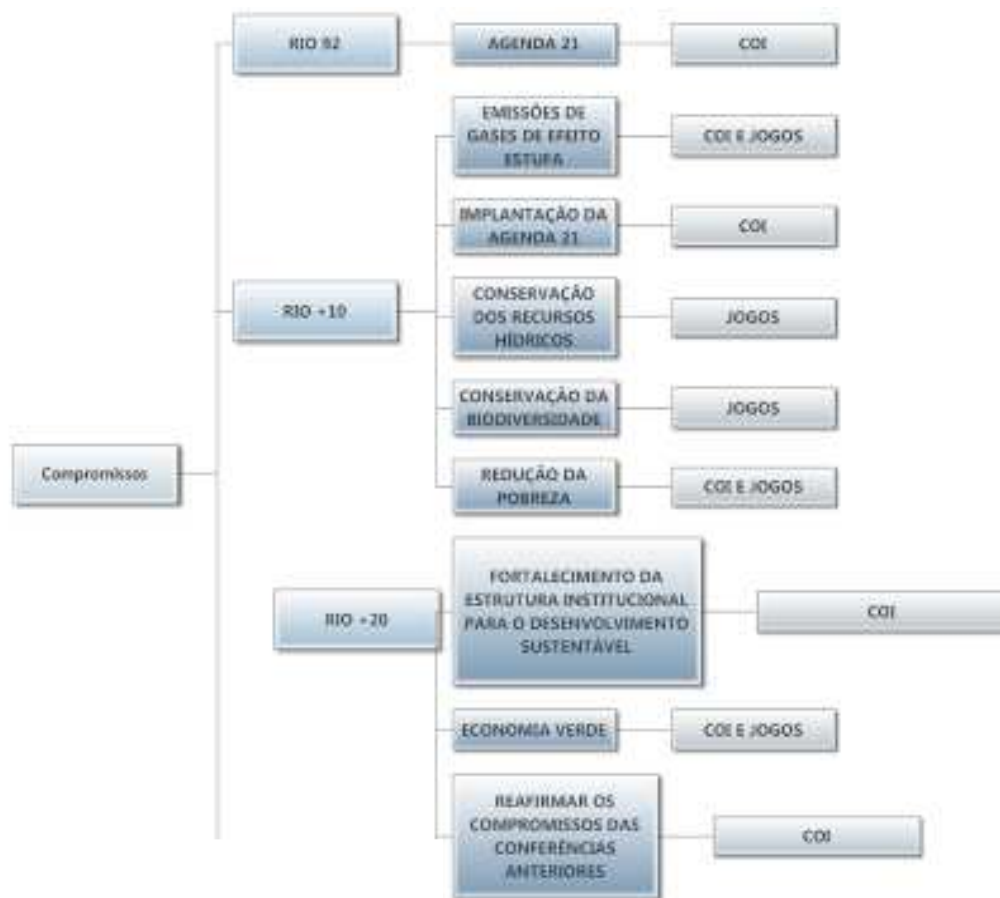 RIO 92
AGENDA 21
COI
EMISSÕES DE
GASES DE EFEITO
ESTUFA
COI E JOGOS
IMPLANTAÇÃO DA
AGENDA 21
COI
RIO +10
CONSERVAÇÃO
DOS RECURSOS
HÍDRICOS
JOGOS
CONSERVAÇÃO DA
BIODIVERSIDADE
JOGOS
Compromissos
REDUÇÃO DA
POBREZA
COI E JOGOS
RIO +20
FORTALECIMENTO DA
ESTRUTURA INSTITUCIONAL
PARA O DESENVOLVIMENTO
SUSTENTÁVEL
COI
ECONOMIA VERDE
COI E JOGOS
REAFIRMAR OS
COMPROMISSOS DAS
CONFERÊNCIAS
ANTERIORES
COI